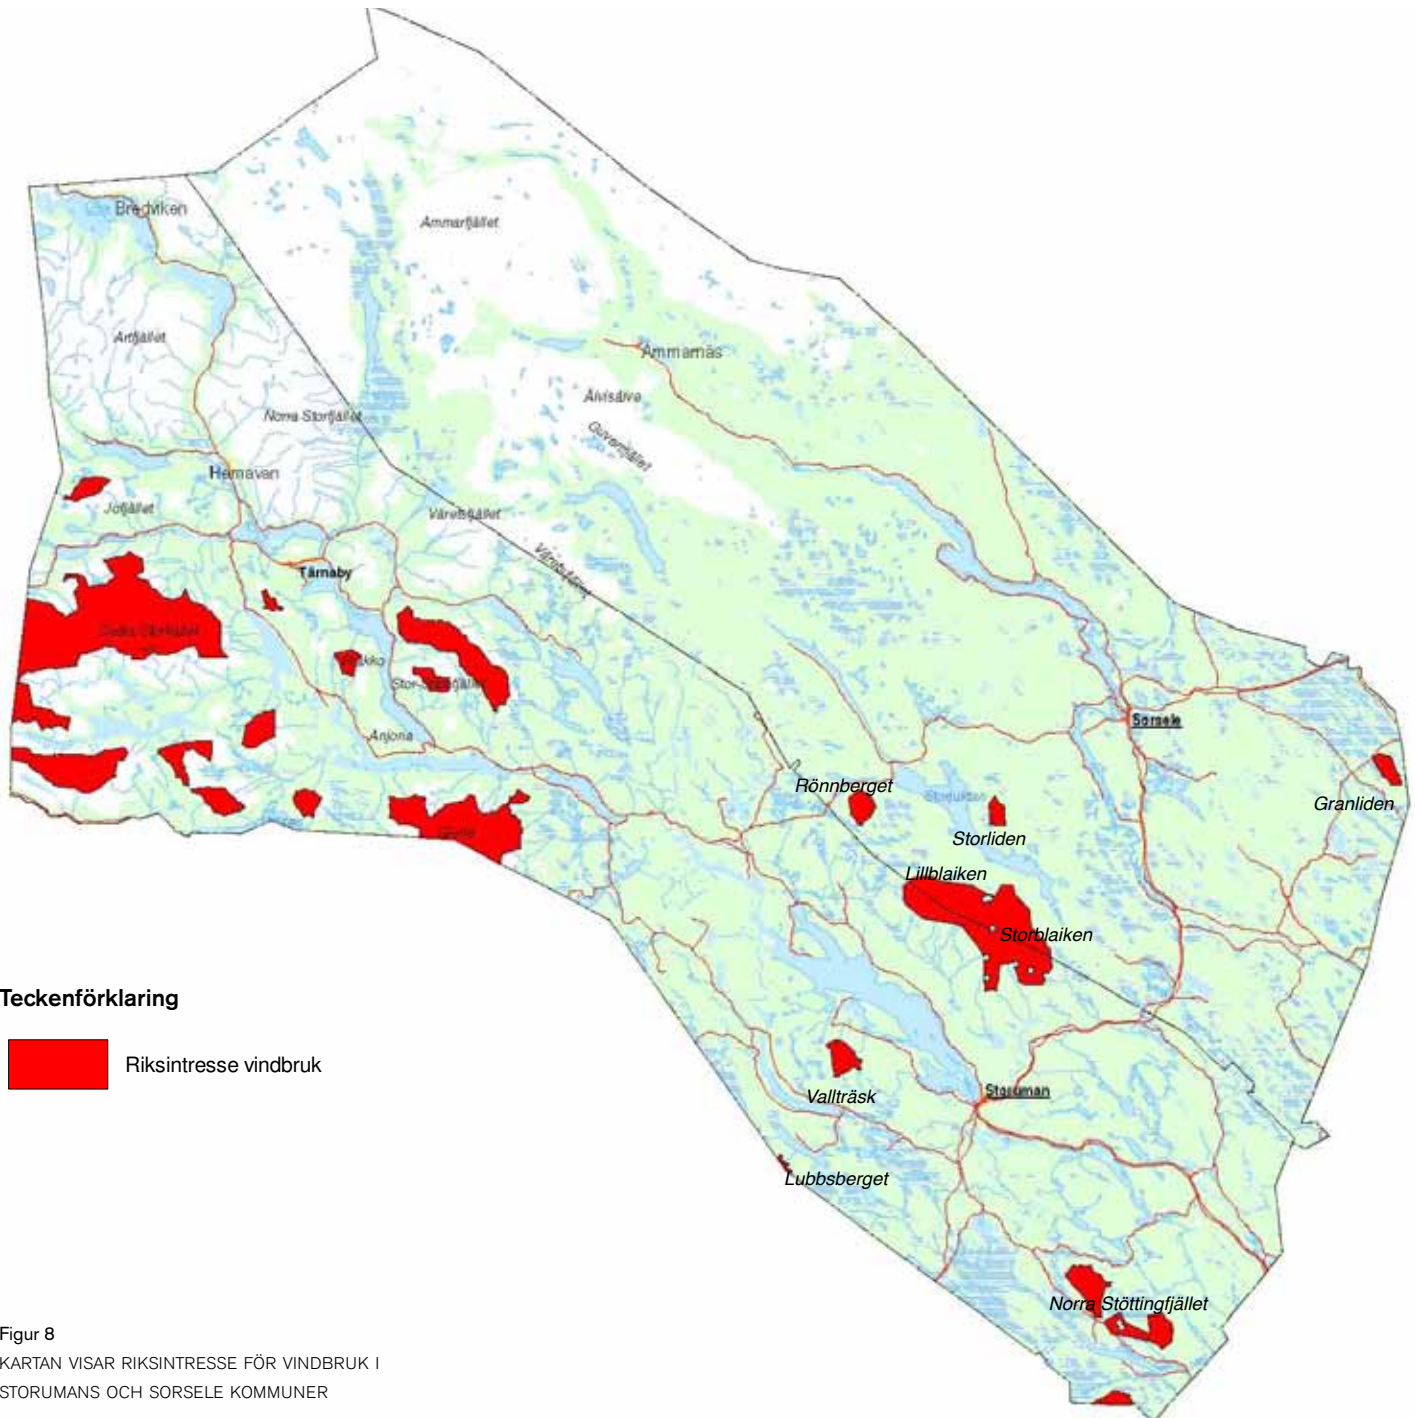 Bredviken
Ammarfjället
Artfjället
Ammarnäs
Norra Storfjället
Hemavan
Jofjället
Tärnaby
Anjona
Sorsele
Rönnberget
Granliden
Storliden
Lillblaiken
Storblaiken
Teckenförklaring
Riksintresse vindbruk
Storuman
Vallträsk
Lubbsberget
Norra Stöttingfjället
Figur 8
KARTAN VISAR RIKSINTRESSE FÖR VINDBRUK I
STORUMANS OCH SORSELE KOMMUNER